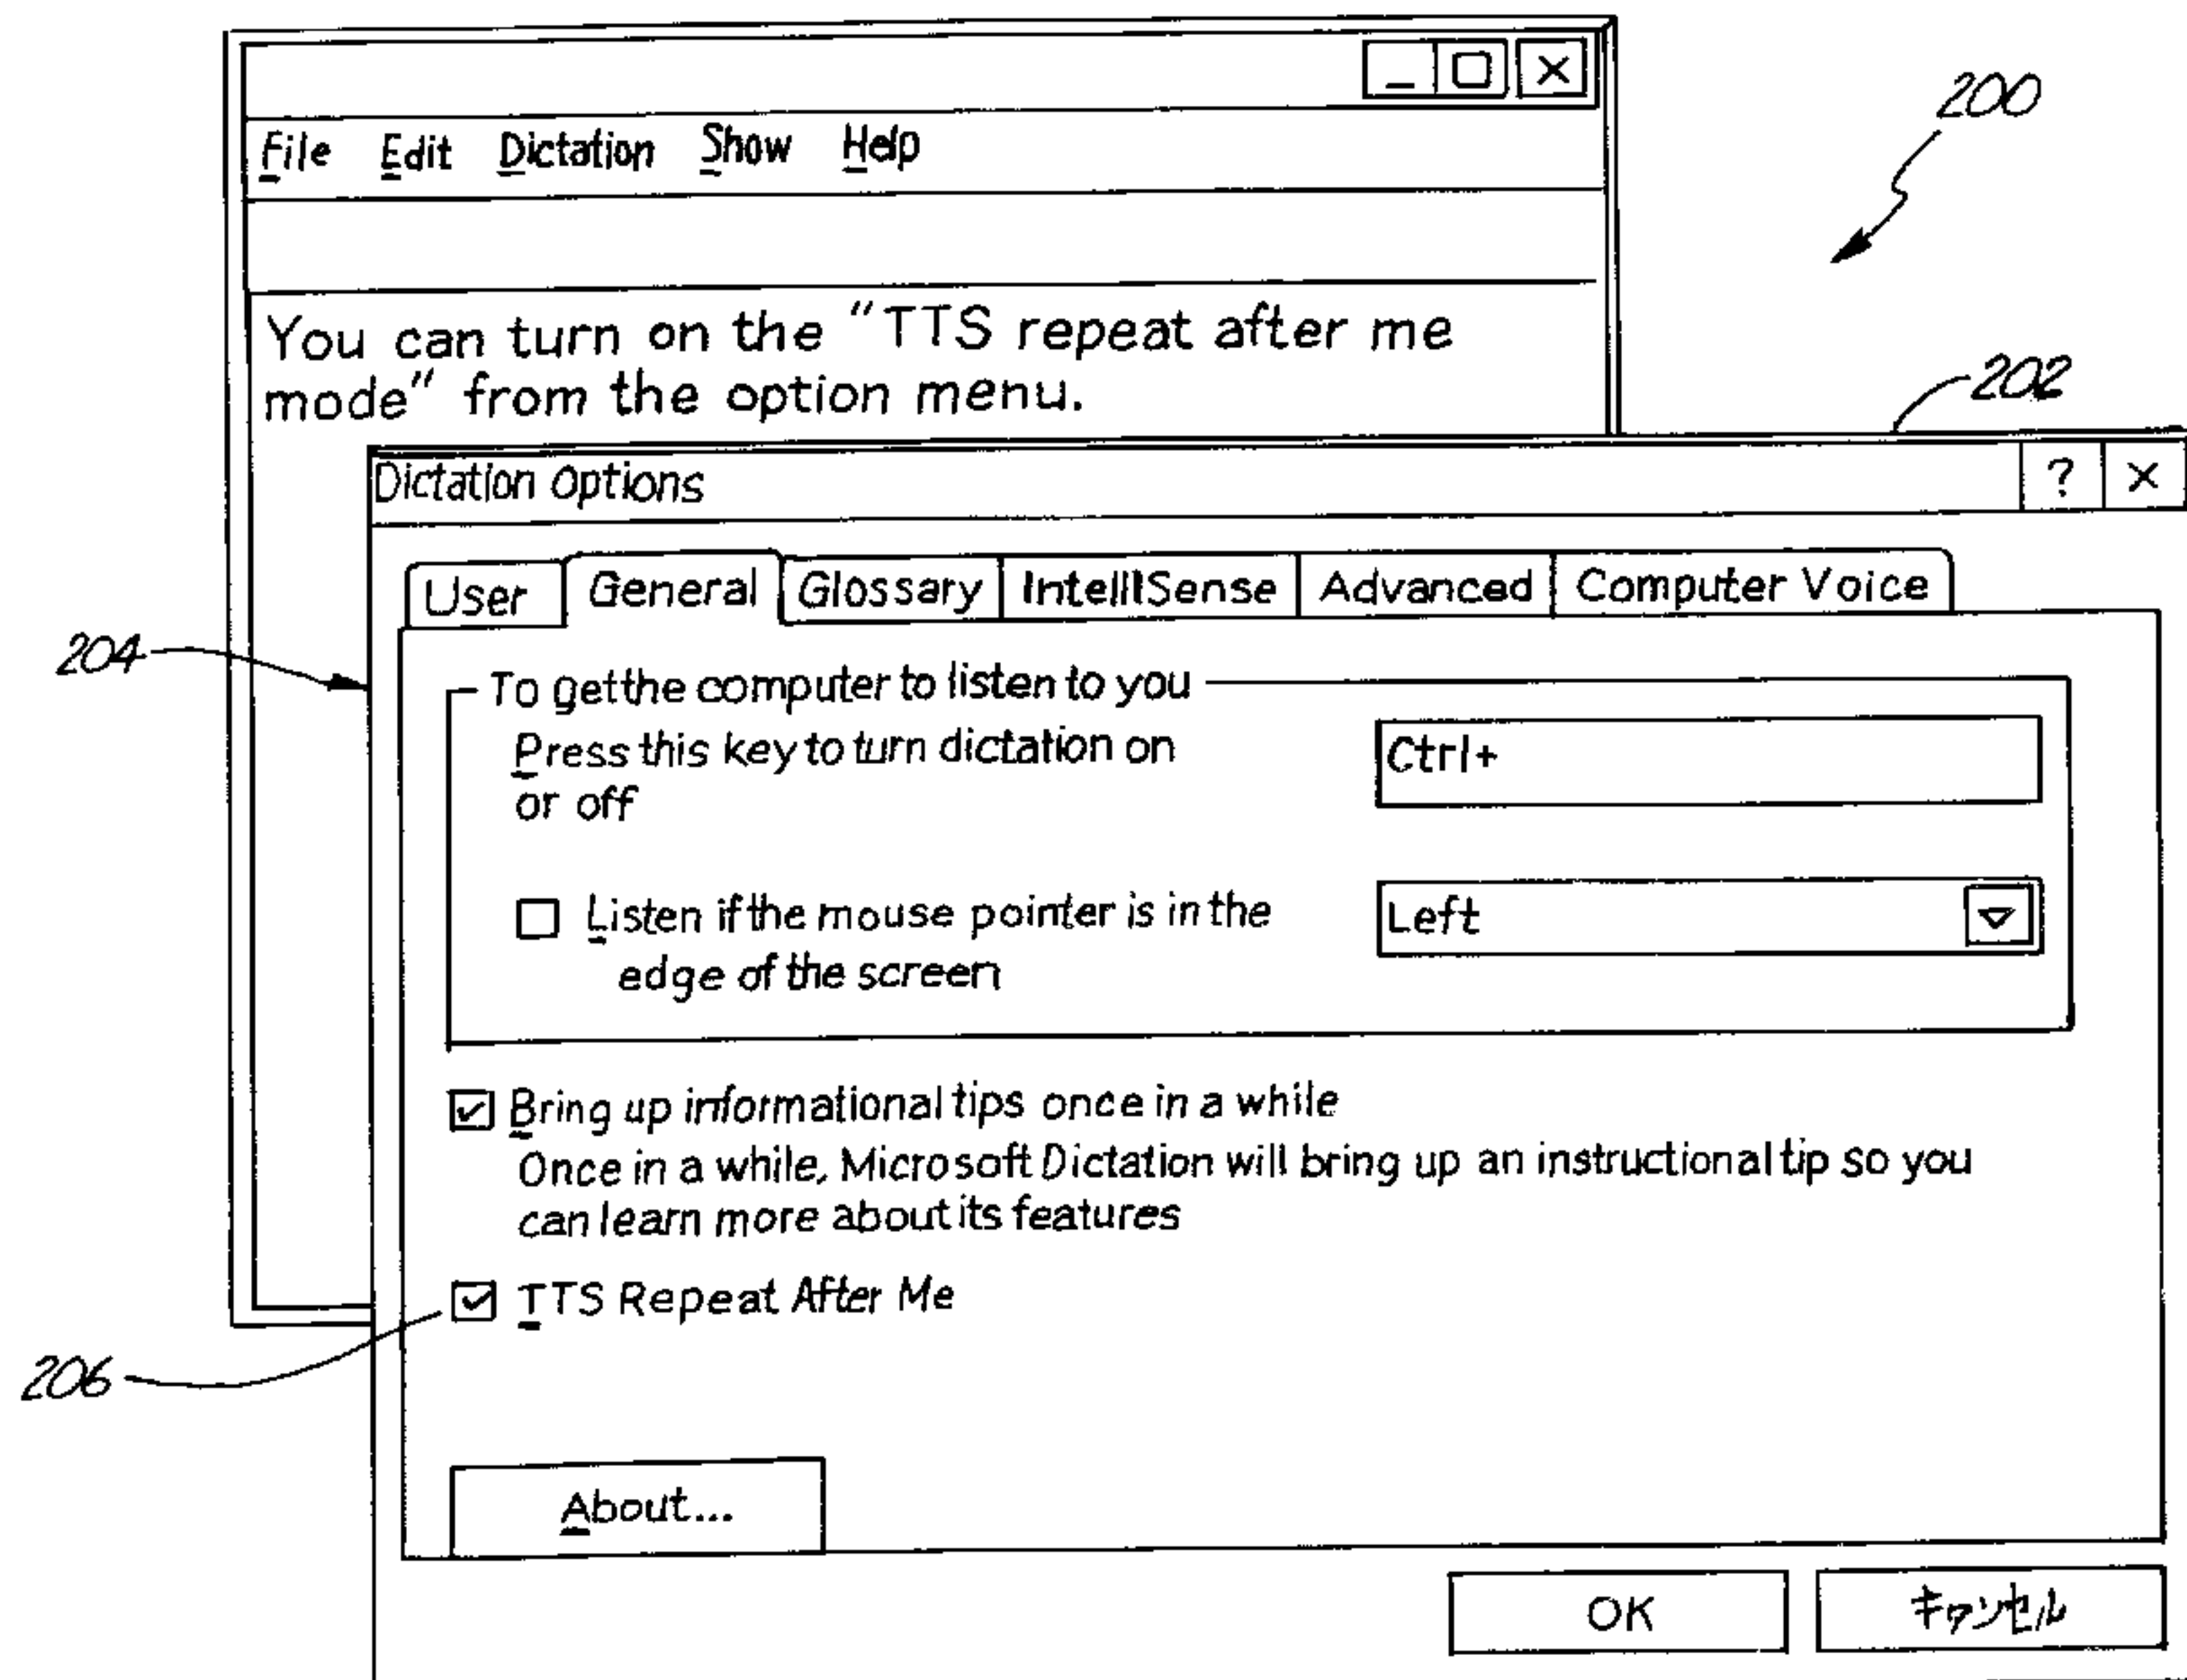 200
File Edit Dictation Show Help
You can turn on the "TTS repeat after me
mode" from the option menu.
202
Dictation Options ? X
User General Glossary IntelliSense Advanced Computer Voice
204
To get the computer to listen to you
Press this key to turn dictation on Ctrl+
or off
Listen if the mouse pointer is in the Left
edge of the screen
Bring up informational tips once in a while
Once in a while, Microsoft Dictation will bring up an instructional tip so you
can learn more about its features
TTS Repeat After Me
206
About...
OK キャンセル